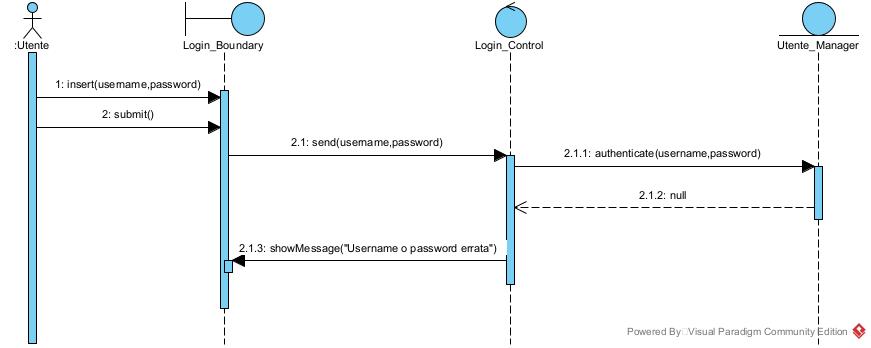 :Utente
Login_Boundary
Login_Control
Utente_Manager
1: insert(username,password)
2: submit()
2.1: send(username,password)
2.1.1: authenticate(username,password)
2.1.2: null
2.1.3: showMessage("Username o password errata")
Powered By Visual Paradigm Community Edition